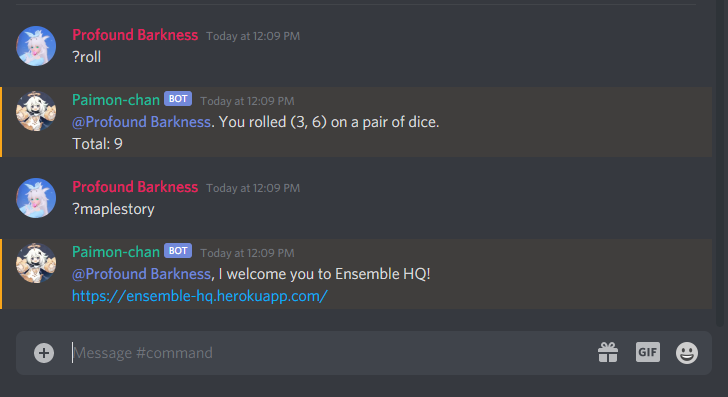 Profound Barkness Today at 12:09 PM
?roll
Paimon-chan BOT Today at 12:09 PM
@Profound Barkness. You rolled (3, 6) on a pair of dice.
Total: 9
Profound Barkness Today at 12:09 PM
?maplestory
Paimon-chan BOT Today at 12:09 PM
@Profound Barkness, I welcome you to Ensemble HQ!
https://ensemble-hq.herokuapp.com/
Message #command GIF